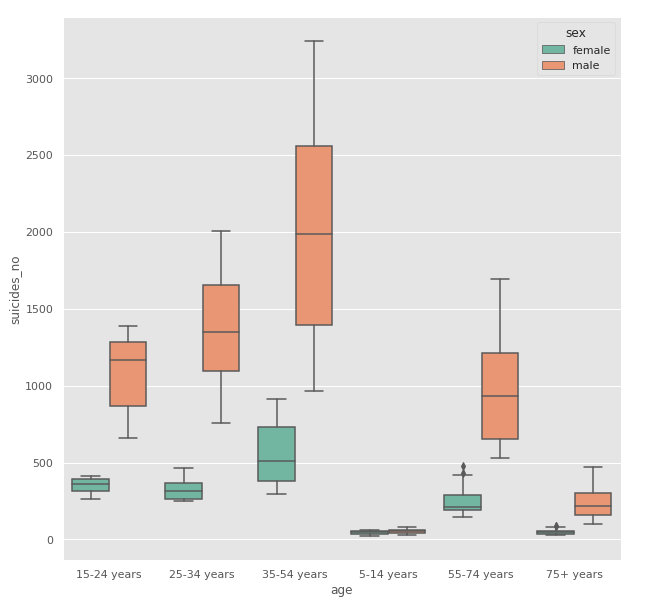 sex
female
male
3000
2500
2000
1500
1000
500
0
suicides_no
15-24 years
25-34 years
35-54 years
5-14 years
55-74 years
75+ years
age